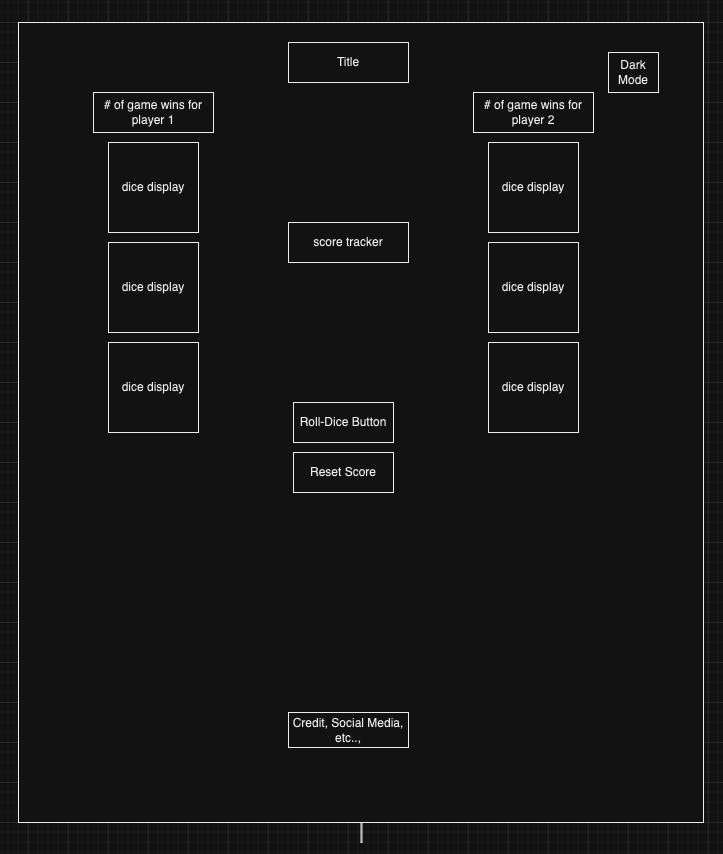 Title
Dark
Mode
# of game wins for
player 1
# of game wins for
player 2
dice display
dice display
score tracker
dice display
dice display
dice display
dice display
Roll-Dice Button
Reset Score
Credit, Social Media,
etc..,